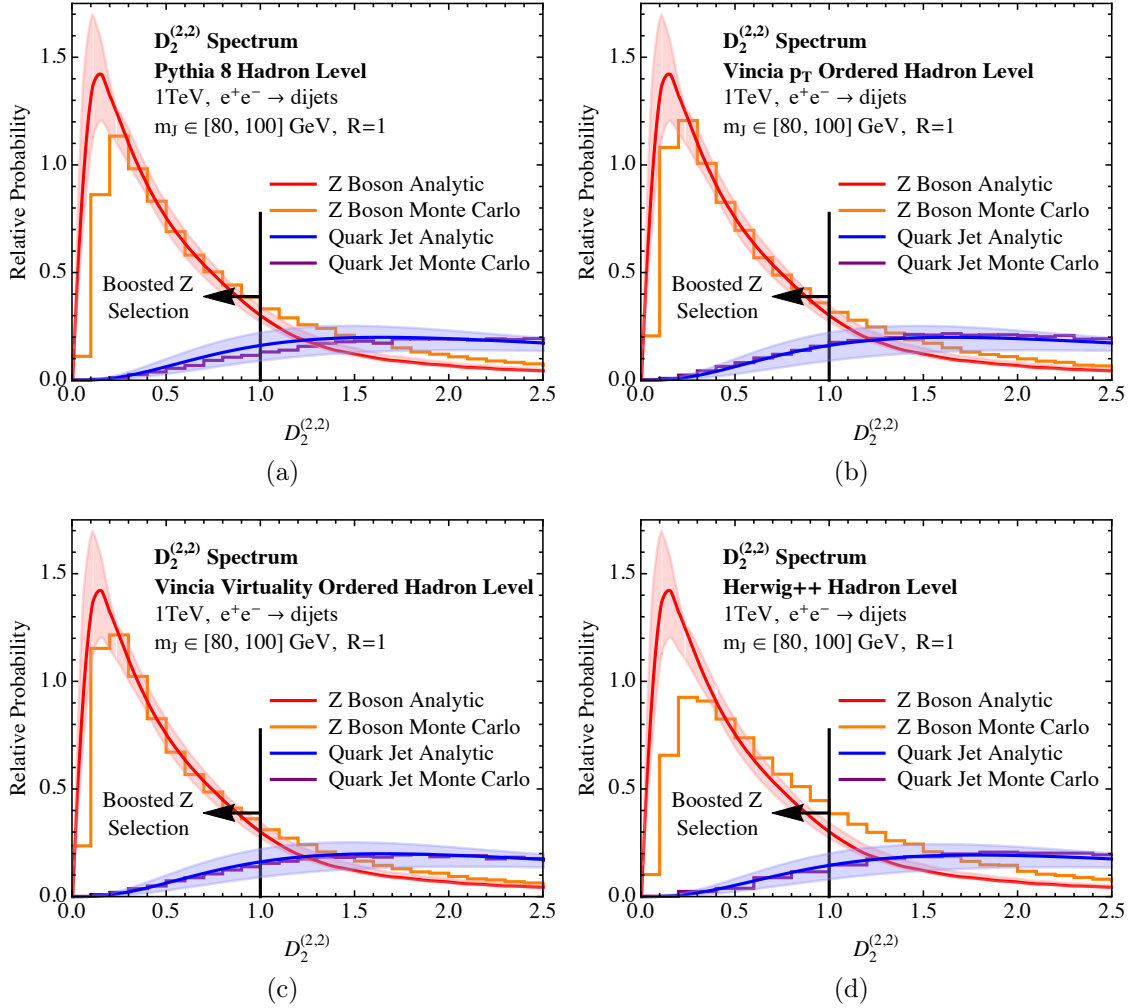 D₂^(2,2) Spectrum
Pythia 8 Hadron Level
1TeV, e⁺e⁻ → dijets
m_J ∈ [80, 100] GeV, R=1
Z Boson Analytic
Z Boson Monte Carlo
Quark Jet Analytic
Quark Jet Monte Carlo
Boosted Z
Selection
Relative Probability
0.0
0.5
1.0
1.5
0.0 0.5 1.0 1.5 2.0 2.5
D₂^(2,2)
(a)
D₂^(2,2) Spectrum
Vincia p_T Ordered Hadron Level
1TeV, e⁺e⁻ → dijets
m_J ∈ [80, 100] GeV, R=1
Z Boson Analytic
Z Boson Monte Carlo
Quark Jet Analytic
Quark Jet Monte Carlo
Boosted Z
Selection
Relative Probability
0.0
0.5
1.0
1.5
0.0 0.5 1.0 1.5 2.0 2.5
D₂^(2,2)
(b)
D₂^(2,2) Spectrum
Vincia Virtuality Ordered Hadron Level
1TeV, e⁺e⁻ → dijets
m_J ∈ [80, 100] GeV, R=1
Z Boson Analytic
Z Boson Monte Carlo
Quark Jet Analytic
Quark Jet Monte Carlo
Boosted Z
Selection
Relative Probability
0.0
0.5
1.0
1.5
0.0 0.5 1.0 1.5 2.0 2.5
D₂^(2,2)
(c)
D₂^(2,2) Spectrum
Herwig++ Hadron Level
1TeV, e⁺e⁻ → dijets
m_J ∈ [80, 100] GeV, R=1
Z Boson Analytic
Z Boson Monte Carlo
Quark Jet Analytic
Quark Jet Monte Carlo
Boosted Z
Selection
Relative Probability
0.0
0.5
1.0
1.5
0.0 0.5 1.0 1.5 2.0 2.5
D₂^(2,2)
(d)